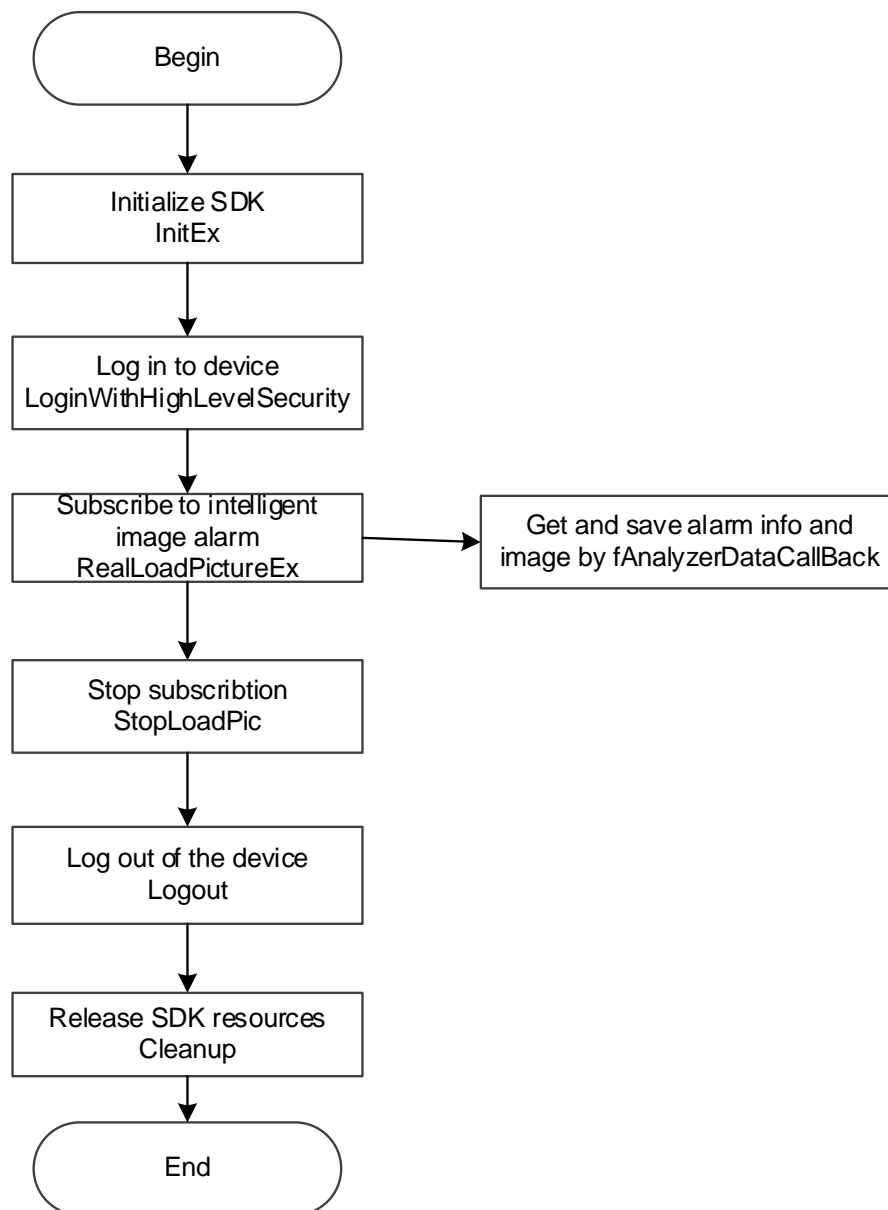 Begin
Initialize SDK
InitEx
Log in to device
LoginWithHighLevelSecurity
Subscribe to intelligent
image alarm
RealLoadPictureEx
Get and save alarm info and
image by fAnalyzerDataCallBack
Stop subscribtion
StopLoadPic
Log out of the device
Logout
Release SDK resources
Cleanup
End